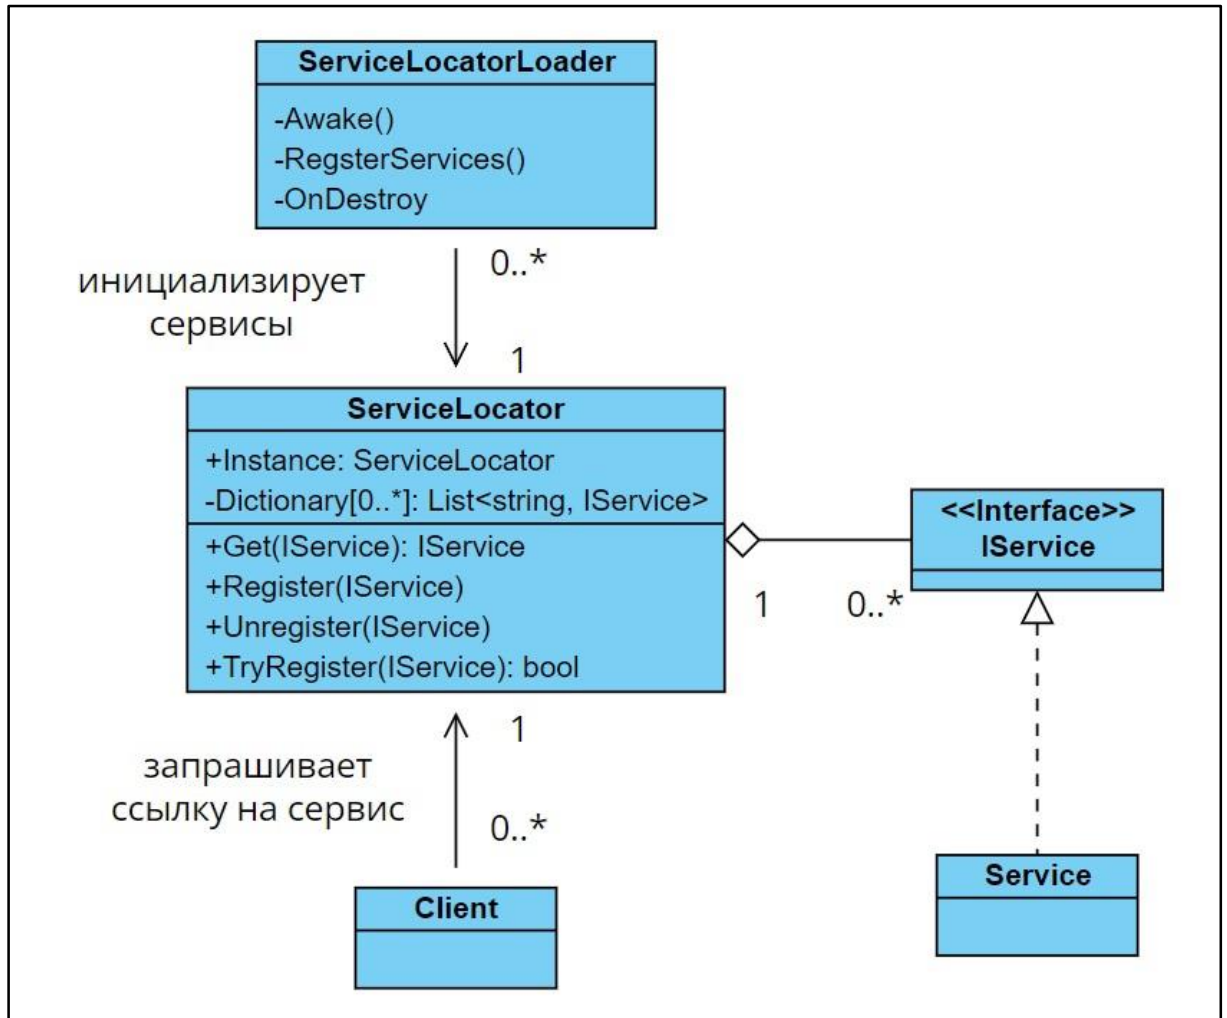 ServiceLocatorLoader
-Awake()
-RegsterServices()
-OnDestroy
инициализирует
сервисы
0..*
1
ServiceLocator
+Instance: ServiceLocator
-Dictionary[0..*]: List<string, IService>
+Get(IService): IService
+Register(IService)
+Unregister(IService)
+TryRegister(IService): bool
1
0..*
<<Interface>>
IService
запрашивает
ссылку на сервис
1
0..*
Client
Service